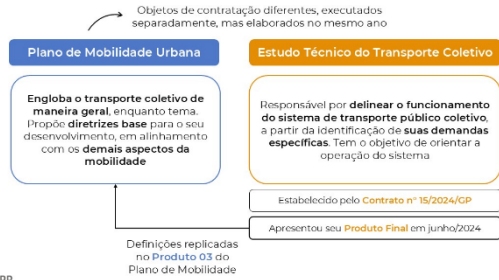 Objetos de contratação diferentes, executados
separadamente, mas elaborados no mesmo ano
Plano de Mobilidade Urbana
Engloba o transporte coletivo de
maneira geral, enquanto tema.
Propõe diretrizes base para o seu
desenvolvimento, em alinhamento
com os demais aspectos da
mobilidade
Estudo Técnico do Transporte Coletivo
Responsável por delinear o funcionamento
do sistema de transporte público coletivo,
a partir da identificação de suas demandas
específicas. Tem o objetivo de orientar a
operação do sistema
Estabelecido pelo Contrato n° 15/2024/GP
Apresentou seu Produto Final em junho/2024
Definições replicadas
no Produto 03 do
Plano de Mobilidade